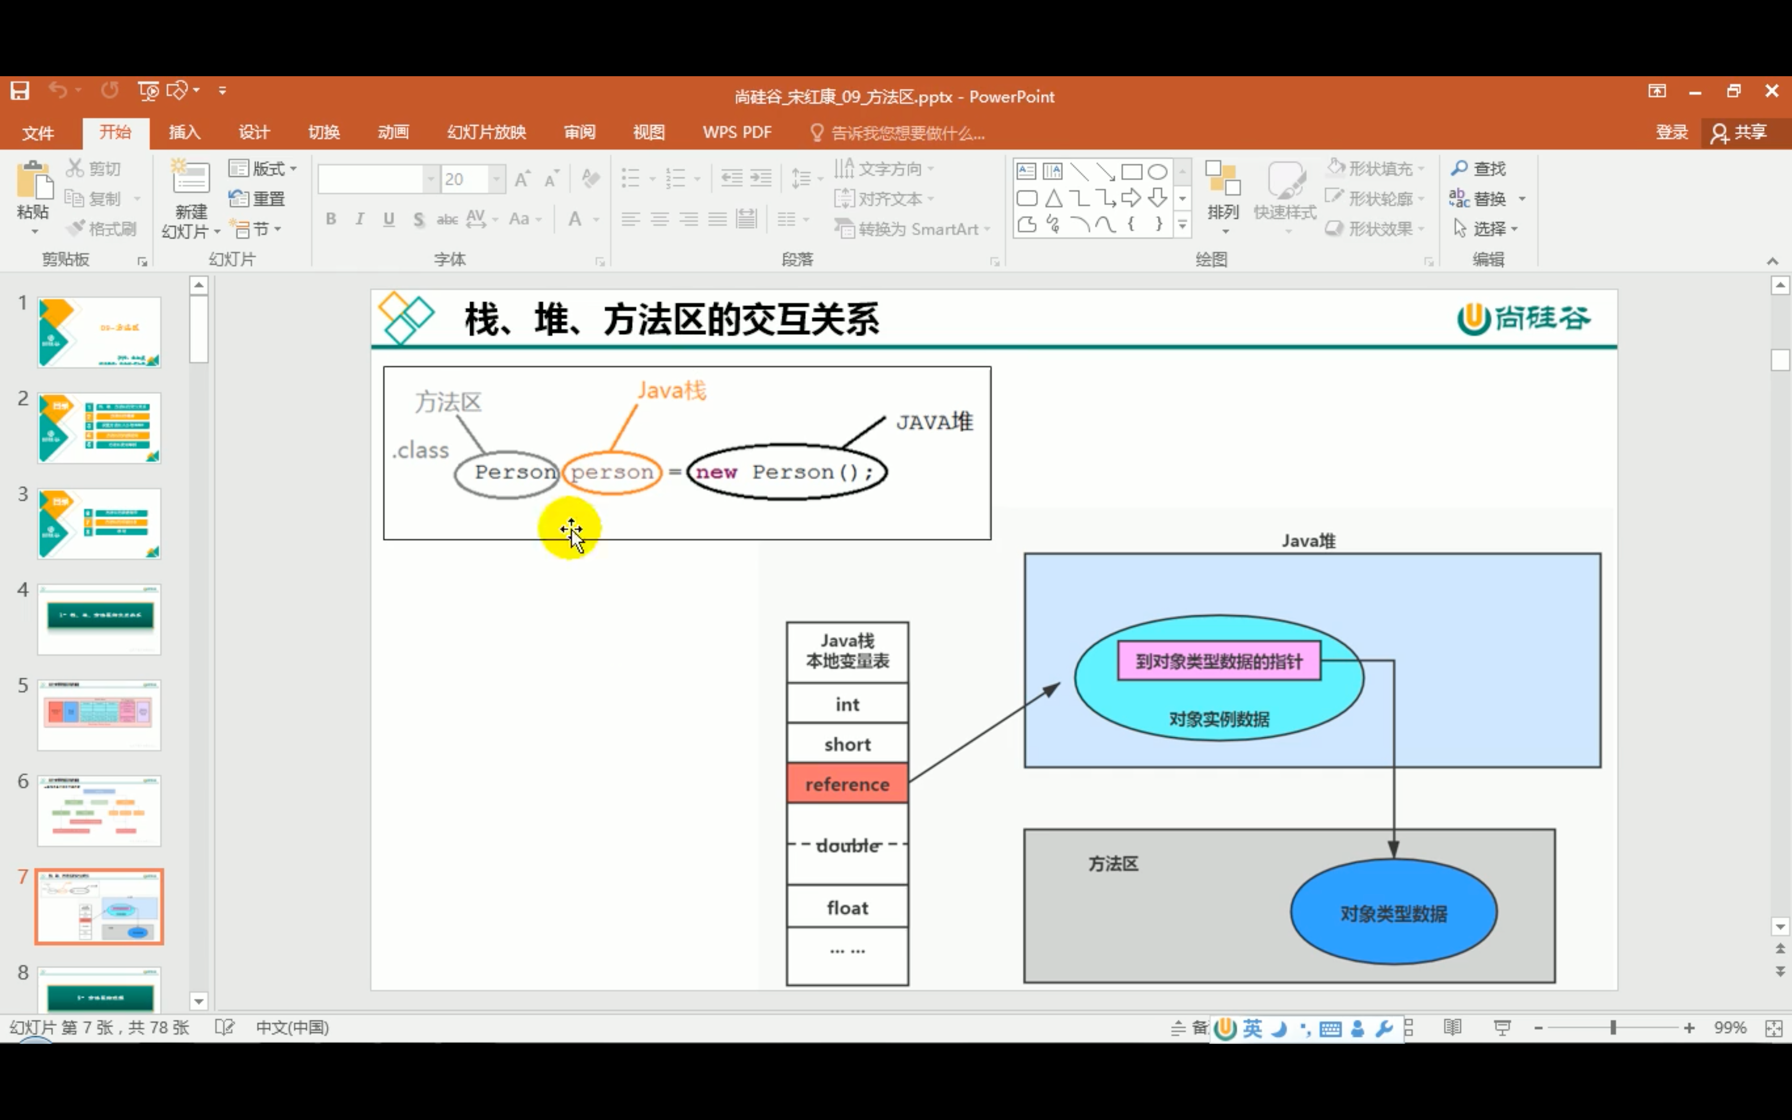 尚硅谷_宋红康_09_方法区.pptx - PowerPoint
文件 开始 插入 设计 切换 动画 幻灯片放映 审阅 视图 WPS PDF 告诉我您想要做什么... 登录 共享
粘贴 剪切 复制 格式刷
剪贴板
新建
幻灯片
版式 重置 节
幻灯片
20
B I U S abc AV Aa A
字体
文字方向
对齐文本
转换为 SmartArt
段落
排列 快速样式
形状填充
形状轮廓
形状效果
绘图
查找
替换
选择
编辑
1
2
3
4
5
6
7
8
栈、堆、方法区的交互关系
尚硅谷
方法区
Java栈
JAVA堆
.class
Person person = new Person();
Java堆
到对象类型数据的指针
对象实例数据
Java栈
本地变量表
int
short
reference
double
float
... ...
方法区
对象类型数据
幻灯片 第 7 张，共 78 张 中文(中国) 英 99%